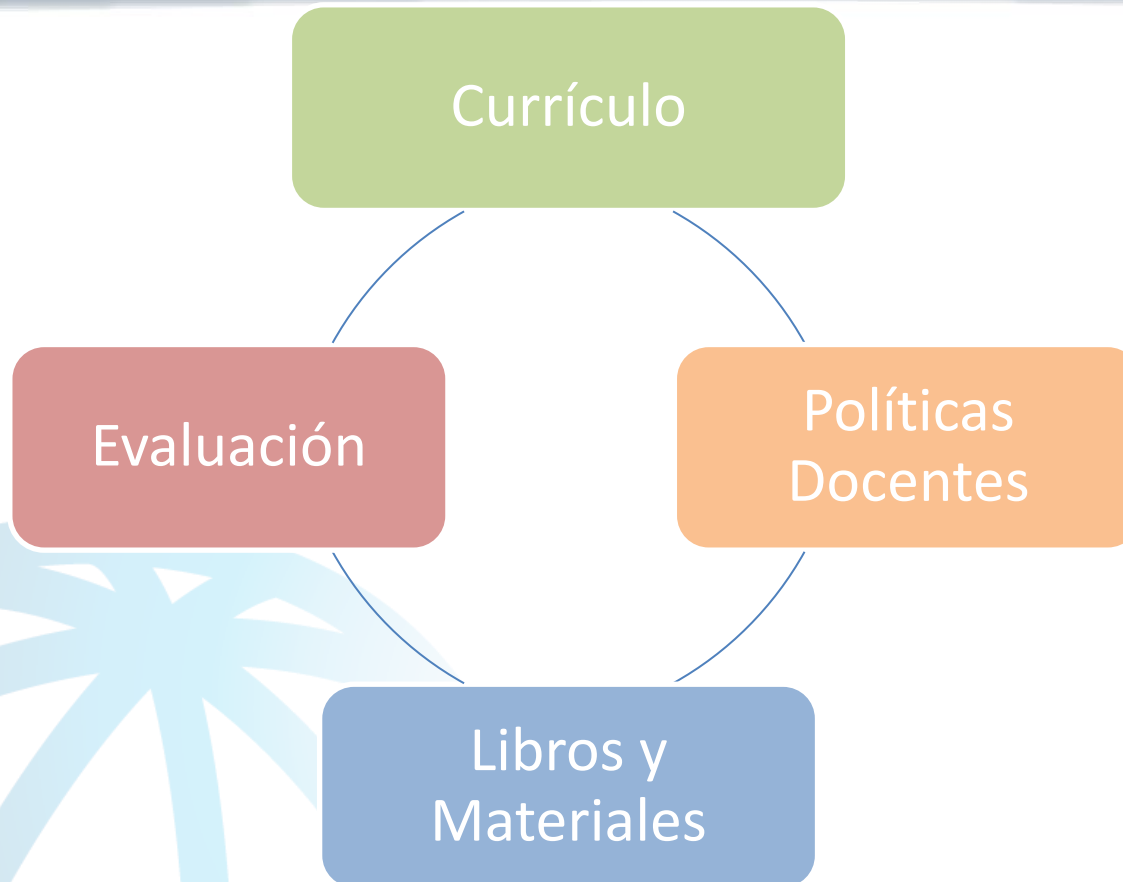 Currículo
Evaluación
Políticas
Docentes
Libros y
Materiales